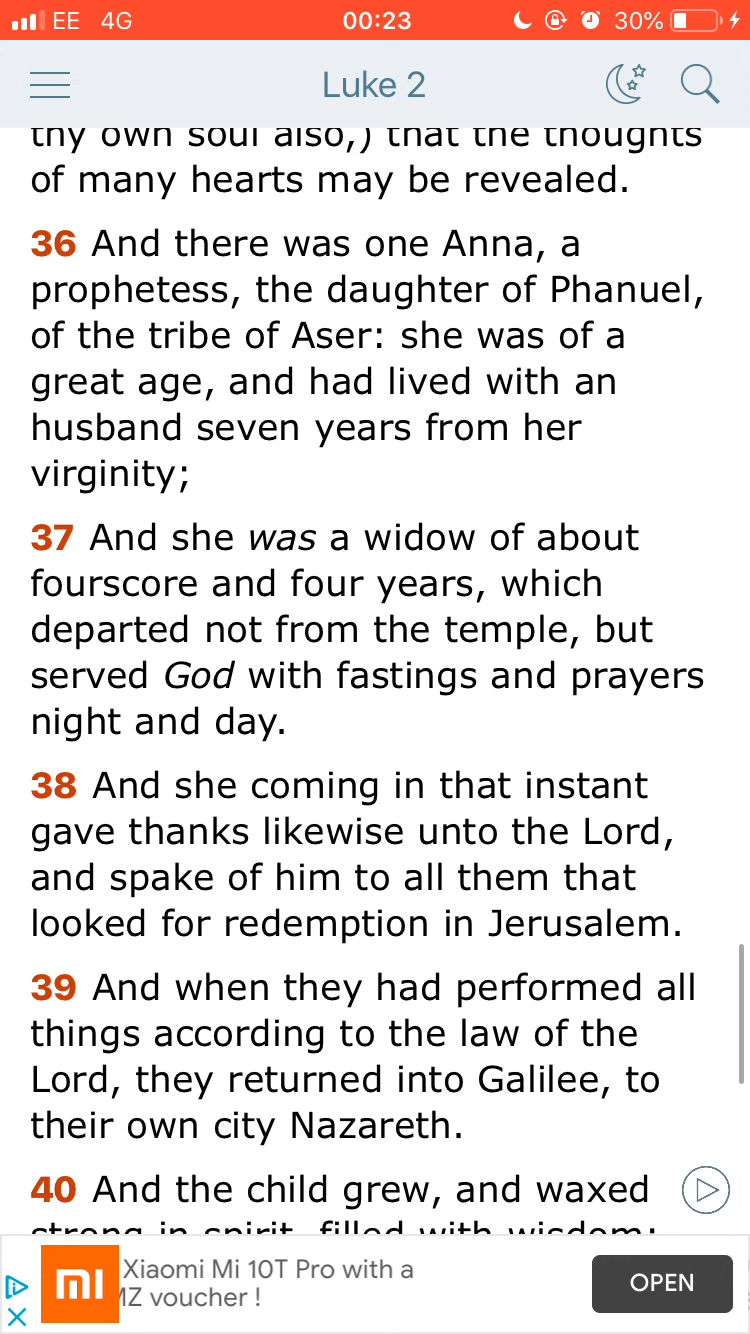 EE 4G 00:23 30%
Luke 2
thy own soul also,) that the thoughts
of many hearts may be revealed.
36 And there was one Anna, a
prophetess, the daughter of Phanuel,
of the tribe of Aser: she was of a
great age, and had lived with an
husband seven years from her
virginity;
37 And she was a widow of about
fourscore and four years, which
departed not from the temple, but
served God with fastings and prayers
night and day.
38 And she coming in that instant
gave thanks likewise unto the Lord,
and spake of him to all them that
looked for redemption in Jerusalem.
39 And when they had performed all
things according to the law of the
Lord, they returned into Galilee, to
their own city Nazareth.
40 And the child grew, and waxed
strong in spirit, filled with wisdom:
mi
Xiaomi Mi 10T Pro with a
MZ voucher !
OPEN